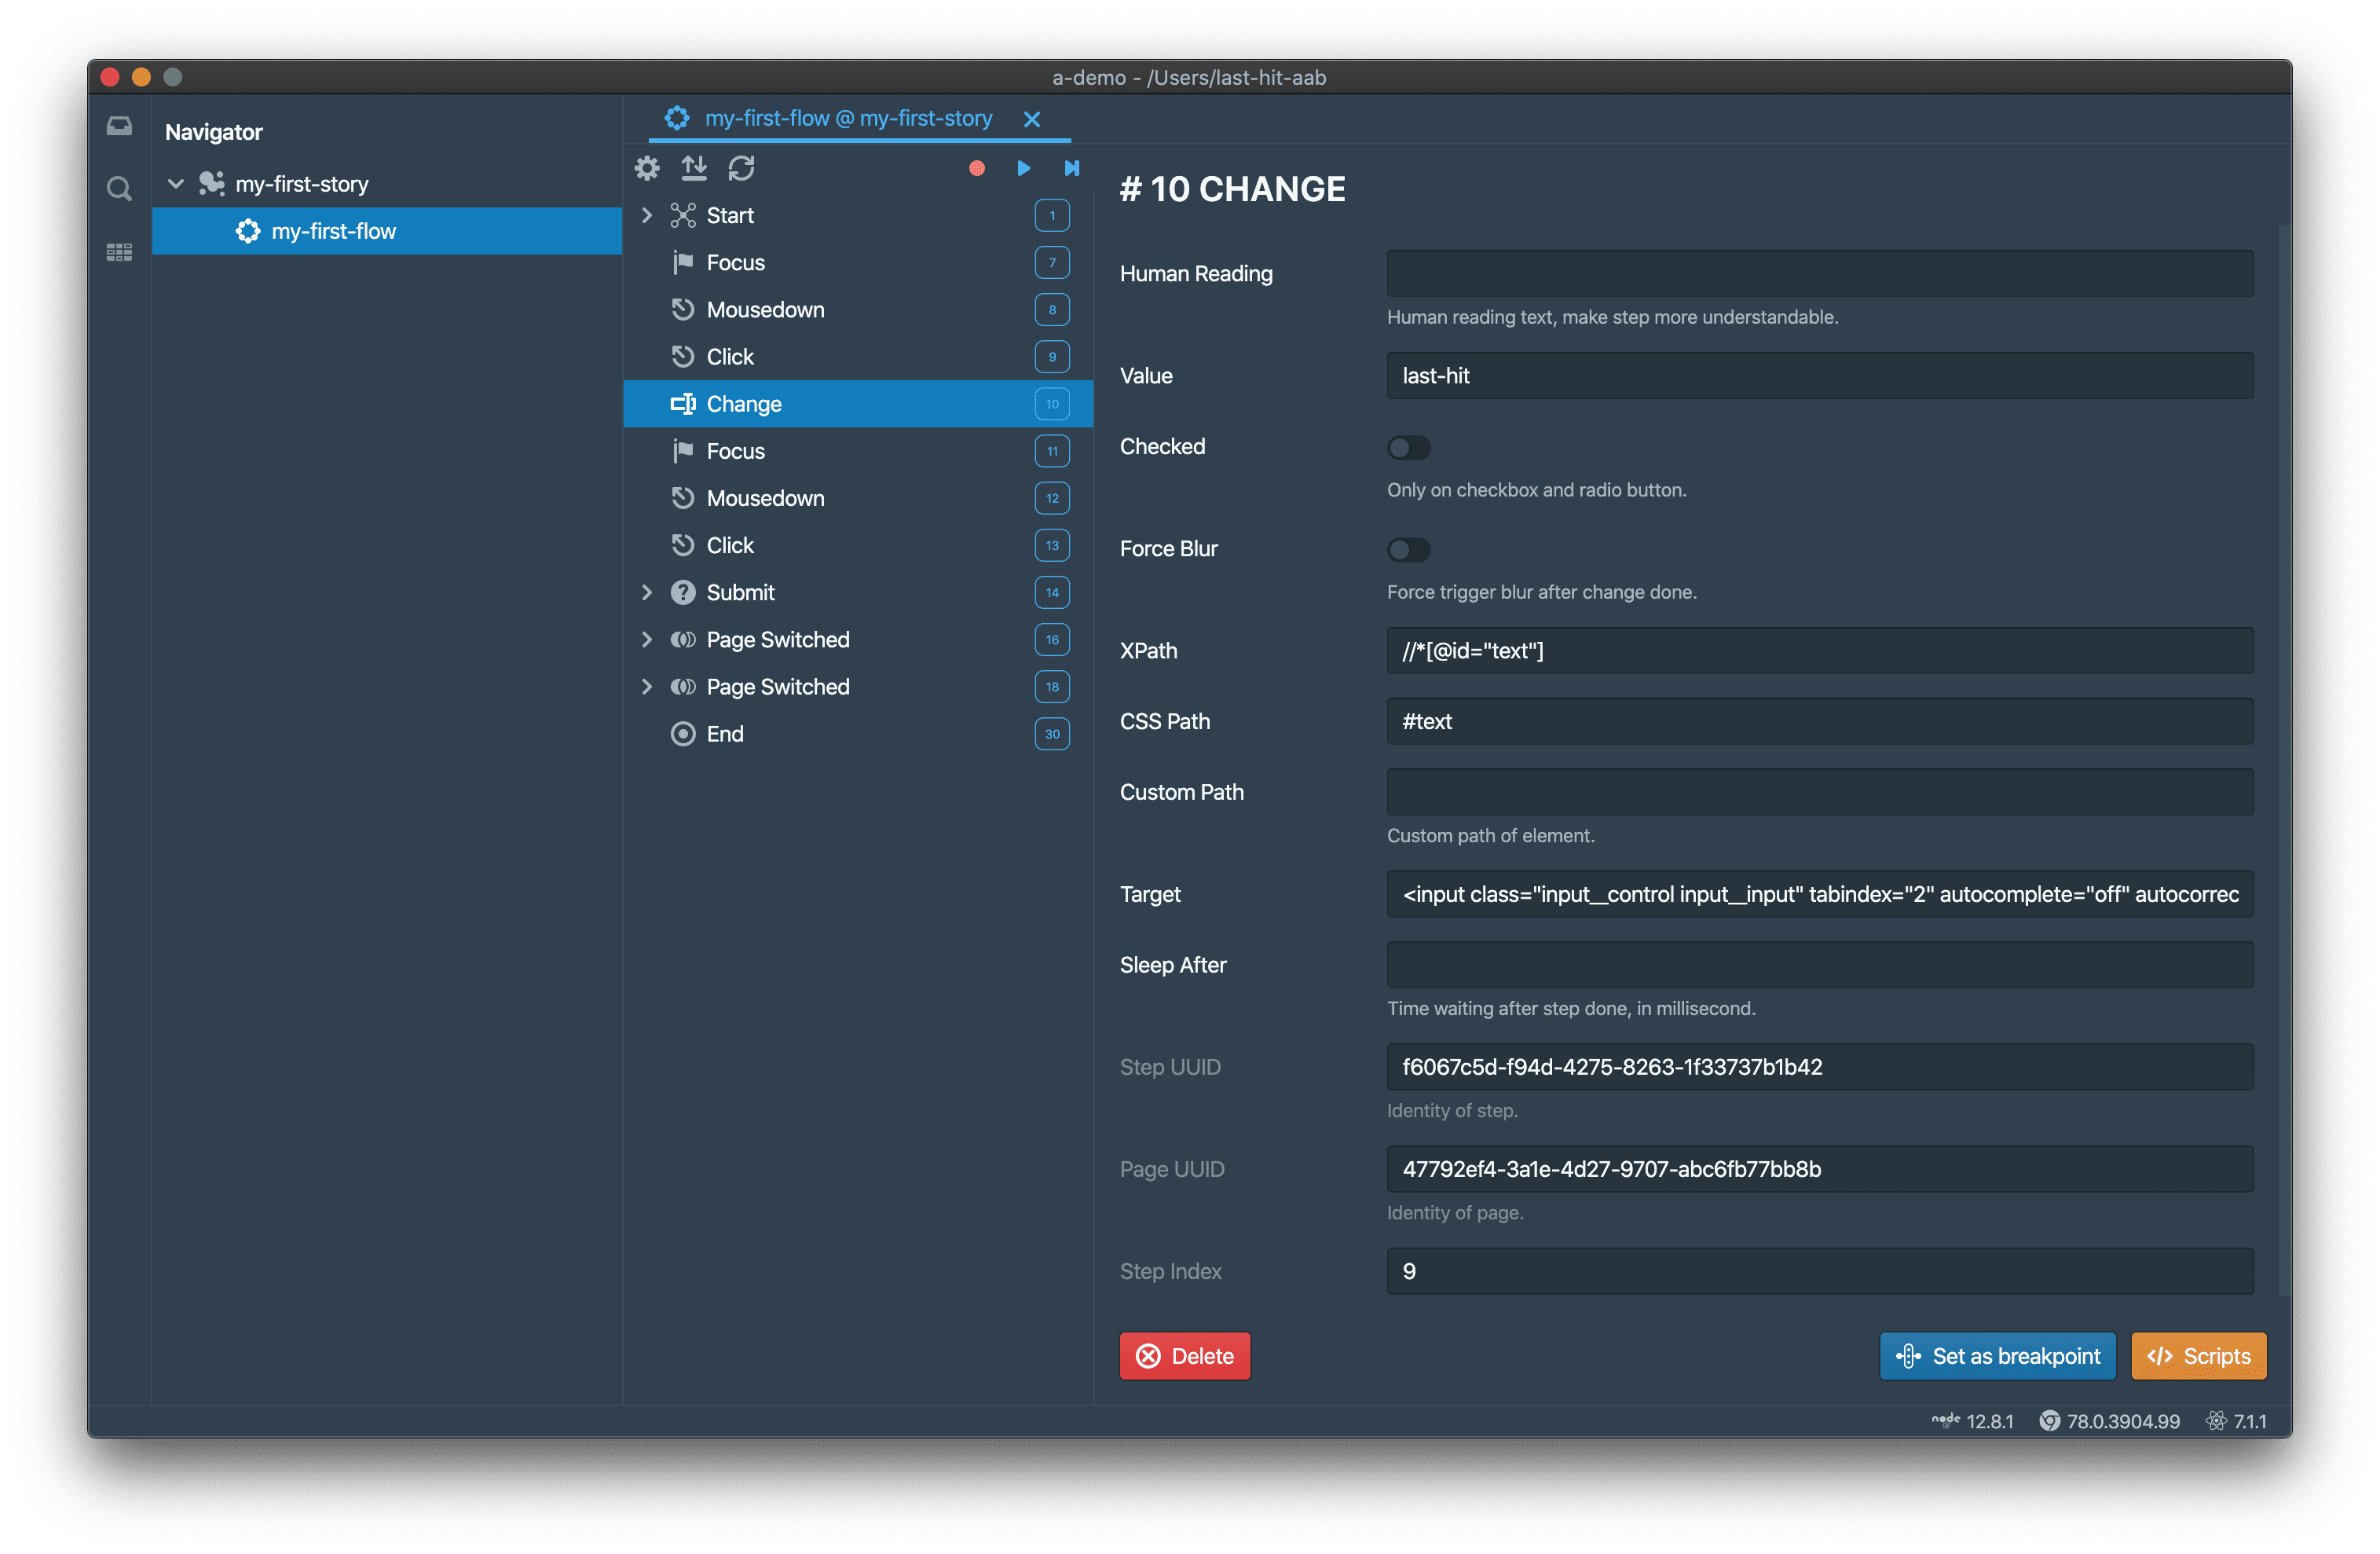 a-demo - /Users/last-hit-aab
Navigator
my-first-story
my-first-flow
my-first-flow @ my-first-story
Start 1
Focus 7
Mousedown 8
Click 9
Change 10
Focus 11
Mousedown 12
Click 13
Submit 14
Page Switched 16
Page Switched 18
End 30
# 10 CHANGE
Human Reading
Human reading text, make step more understandable.
Value last-hit
Checked
Only on checkbox and radio button.
Force Blur
Force trigger blur after change done.
XPath //*[@id="text"]
CSS Path #text
Custom Path
Custom path of element.
Target <input class="input__control input__input" tabindex="2" autocomplete="off" autocorrec
Sleep After
Time waiting after step done, in millisecond.
Step UUID f6067c5d-f94d-4275-8263-1f33737b1b42
Identity of step.
Page UUID 47792ef4-3a1e-4d27-9707-abc6fb77bb8b
Identity of page.
Step Index 9
Delete Set as breakpoint </> Scripts
node 12.8.1 78.0.3904.99 7.1.1